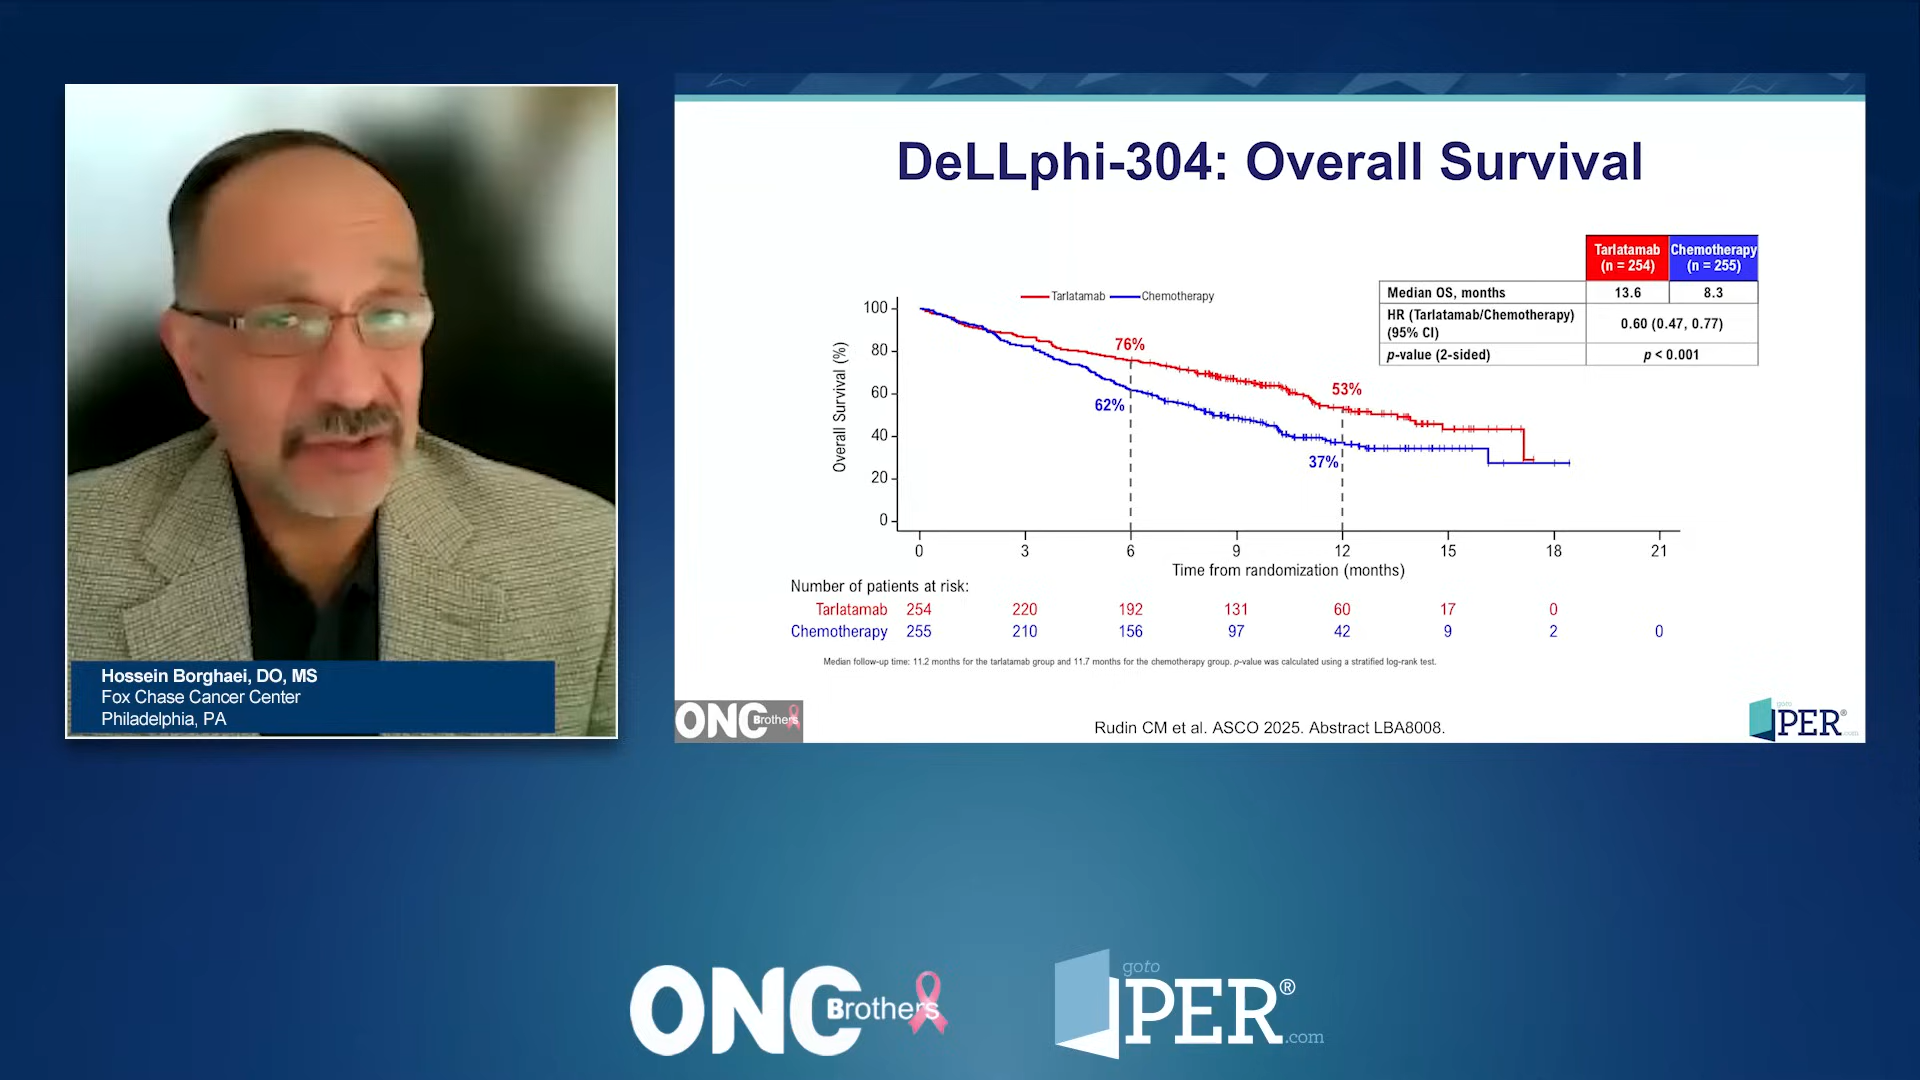 Hossein Borghaei, DO, MS
Fox Chase Cancer Center
Philadelphia, PA
DeLLphi-304: Overall Survival
Tarlatamab (n = 254)
Chemotherapy (n = 255)
Median OS, months 13.6 8.3
HR (Tarlatamab/Chemotherapy) (95% CI) 0.60 (0.47, 0.77)
p-value (2-sided) p < 0.001
Tarlatamab Chemotherapy
Overall Survival (%)
100
80
60
40
20
0
76%
62%
53%
37%
0 3 6 9 12 15 18 21
Time from randomization (months)
Number of patients at risk:
Tarlatamab 254 220 192 131 60 17 0
Chemotherapy 255 210 156 97 42 9 2 0
Median follow-up time: 11.2 months for the tarlatamab group and 11.7 months for the chemotherapy group. p-value was calculated using a stratified log-rank test.
Rudin CM et al. ASCO 2025. Abstract LBA8008.
ONC Brothers
goto PER® .com
ONC Brothers
goto PER® .com